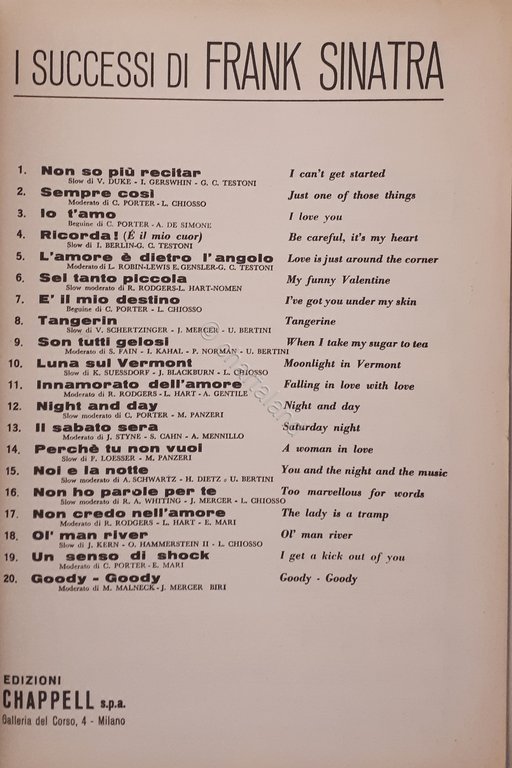 I SUCCESSI DI FRANK SINATRA
1. Non so più recitar I can't get started
Slow di V. DUKE - I. GERSWHIN - G. C. TESTONI
2. Sempre così Just one of those things
Moderato di C. PORTER - L. CHIOSSO
3. Io t'amo I love you
Beguine di C. PORTER - A. DE SIMONE
4. Ricorda! (È il mio cuor) Be careful, it's my heart
Slow di I. BERLIN-G. C. TESTONI
5. L'amore è dietro l'angolo Love is just around the corner
Moderato di L. ROBIN-LEWIS E. GENSLER-G. C. TESTONI
6. Sei tanto piccola My funny Valentine
Slow moderato di R. RODGERS-L. HART-NOMEN
7. E' il mio destino I've got you under my skin
Beguine di C. PORTER - L. CHIOSSO
8. Tangerin Tangerine
Slow di V. SCHERTZINGER - J. MERCER - U. BERTINI
9. Son tutti gelosi When I take my sugar to tea
Moderato di S. FAIN - I. KAHAL - P. NORMAN - U. BERTINI
10. Luna sul Vermont Moonlight in Vermont
Slow di K. SUESSDORF - J. BLACKBURN - L. CHIOSSO
11. Innamorato dell'amore Falling in love with love
Moderato di R. RODGERS - L. HART - A. GENTILE
12. Night and day Night and day
Slow moderato di C. PORTER - M. PANZERI
13. Il sabato sera Saturday night
Moderato di J. STYNE - S. CAHN - A. MENNILLO
14. Perchè tu non vuoi A woman in love
Slow di F. LOESSER - M. PANZERI
15. Noi e la notte You and the night and the music
Slow moderato di A. SCHWARTZ - H. DIETZ e U. BERTINI
16. Non ho parole per te Too marvellous for words
Slow moderato di R. A. WHITING - J. MERCER - L. CHIOSSO
17. Non credo nell'amore The lady is a tramp
Moderato di R. RODGERS - L. HART - E. MARI
18. Ol' man river Ol' man river
Slow di J. KERN - O. HAMMERSTEIN II - L. CHIOSSO
19. Un senso di shock I get a kick out of you
Moderato di C. PORTER - E. MARI
20. Goody - Goody Goody - Goody
Moderato di M. MALNECK - J. MERCER BIRI
EDIZIONI
CHAPPELL s.p.a.
Galleria del Corso, 4 - Milano